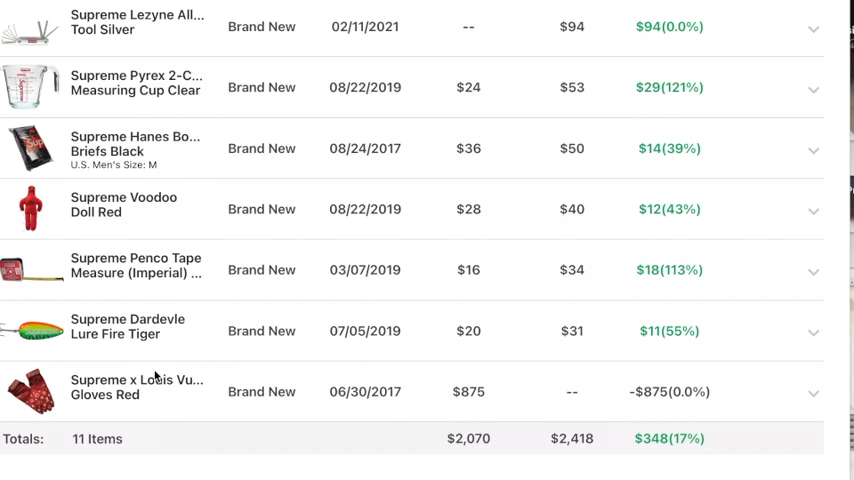 Supreme Lezyne All...
Tool Silver
Brand New
02/11/2021
--
$94
$94(0.0%)
Supreme Pyrex 2-C...
Measuring Cup Clear
Brand New
08/22/2019
$24
$53
$29(121%)
Supreme Hanes Bo...
Briefs Black
U.S. Men's Size: M
Brand New
08/24/2017
$36
$50
$14(39%)
Supreme Voodoo
Doll Red
Brand New
08/22/2019
$28
$40
$12(43%)
Supreme Penco Tape
Measure (Imperial) ...
Brand New
03/07/2019
$16
$34
$18(113%)
Supreme Dardevle
Lure Fire Tiger
Brand New
07/05/2019
$20
$31
$11(55%)
Supreme x Louis Vu...
Gloves Red
Brand New
06/30/2017
$875
--
-$875(0.0%)
Totals:
11 Items
$2,070
$2,418
$348(17%)